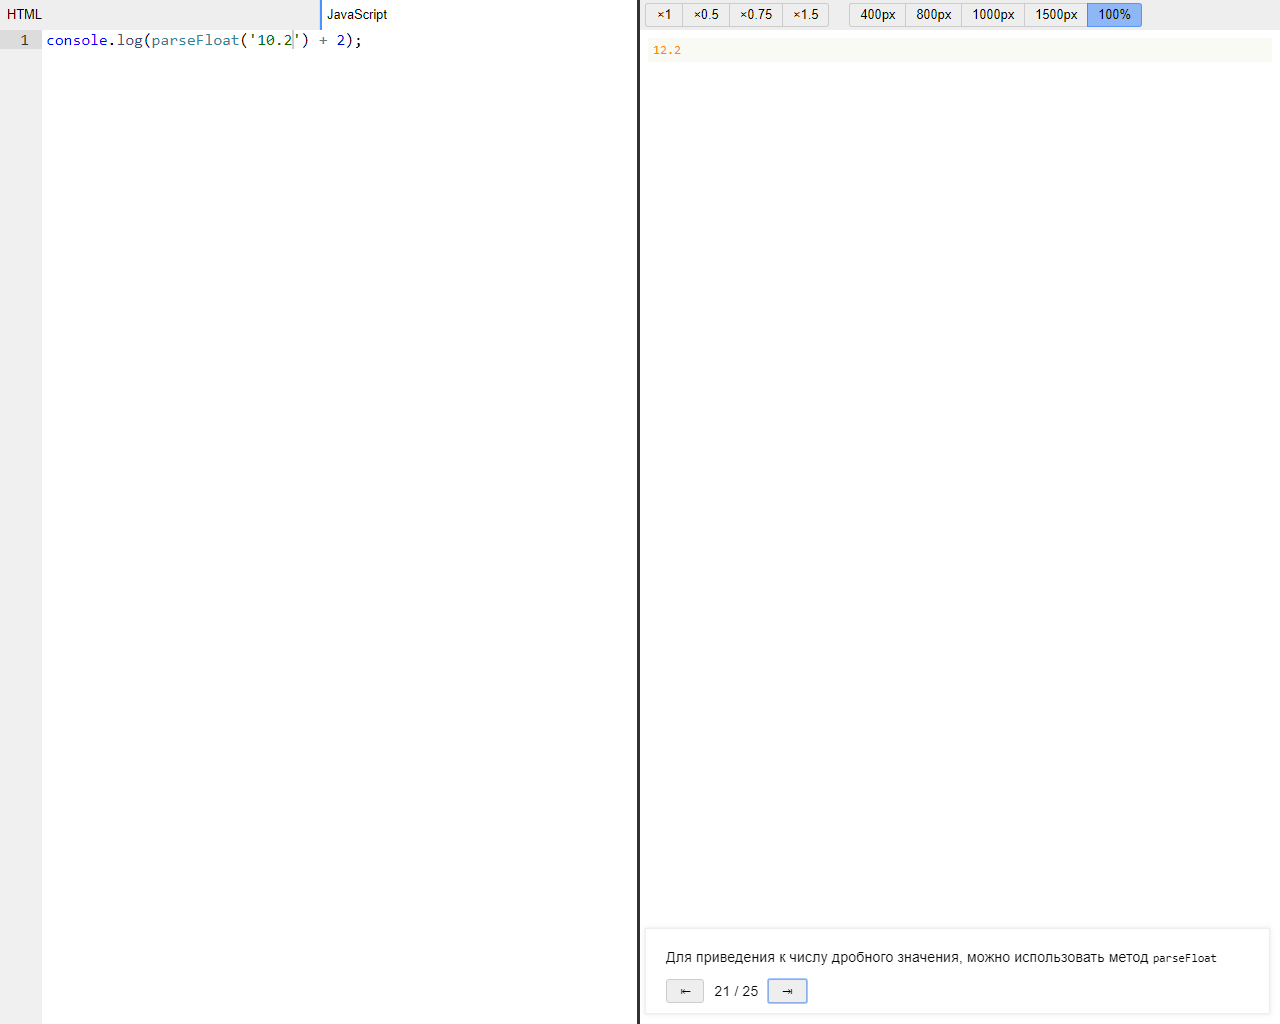 HTML JavaScript
×1 ×0.5 ×0.75 ×1.5 400px 800px 1000px 1500px 100%
1 console.log(parseFloat('10.2') + 2);
12.2
Для приведения к числу дробного значения, можно использовать метод parseFloat
⇤ 21 / 25 ⇥